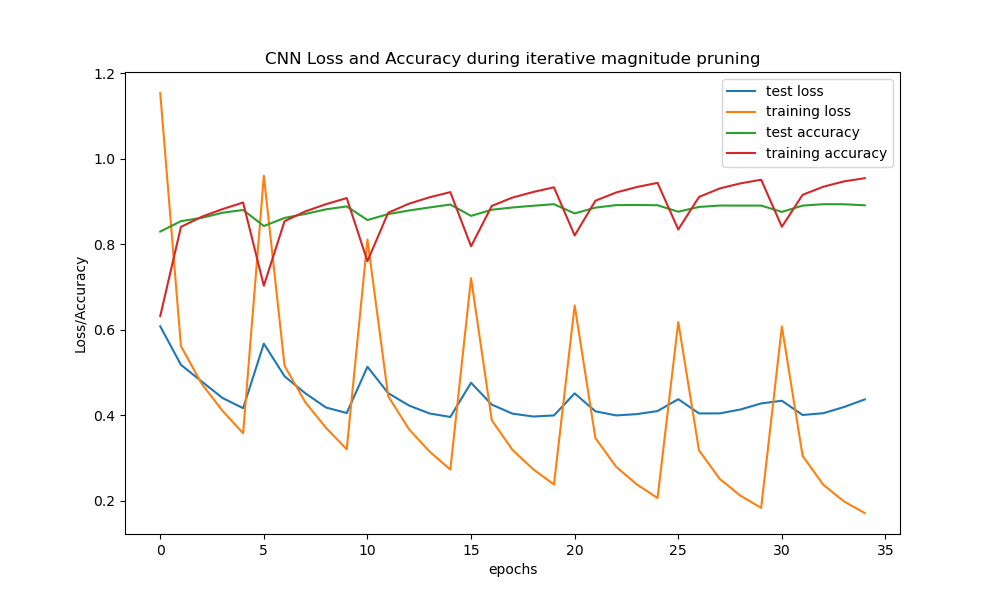 CNN Loss and Accuracy during iterative magnitude pruning
test loss
training loss
test accuracy
training accuracy
Loss/Accuracy
1.2
1.0
0.8
0.6
0.4
0.2
0 5 10 15 20 25 30 35
epochs